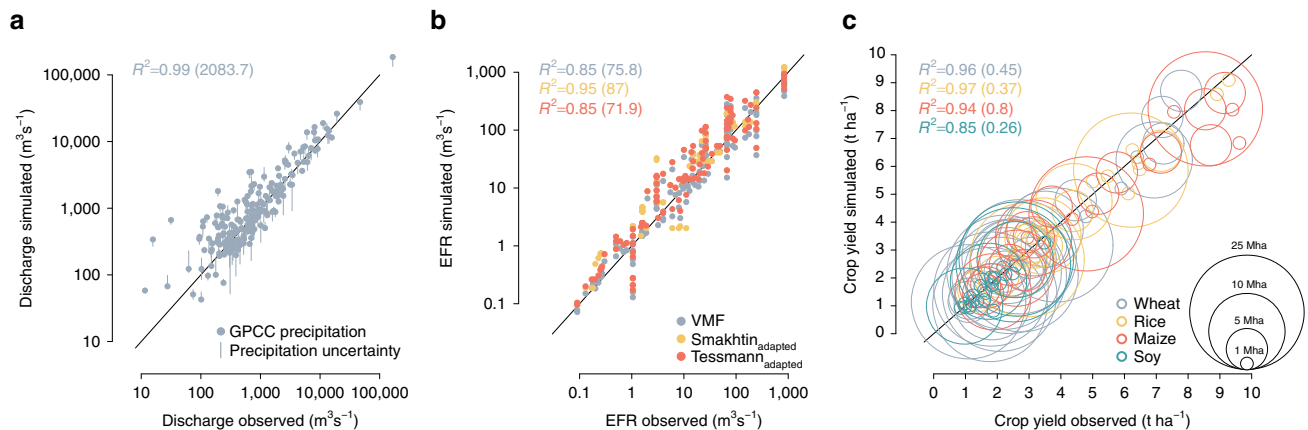 a
R²=0.99 (2083.7)
100,000
10,000
1,000
100
10
Discharge simulated (m³s⁻¹)
GPCC precipitation
Precipitation uncertainty
10
100
1,000
10,000
100,000
Discharge observed (m³s⁻¹)
b
R²=0.85 (75.8)
R²=0.95 (87)
R²=0.85 (71.9)
1,000
100
10
1
0.1
EFR simulated (m³s⁻¹)
VMF
Smakhtin adapted
Tessmann adapted
0.1
1
10
100
1,000
EFR observed (m³s⁻¹)
c
R²=0.96 (0.45)
R²=0.97 (0.37)
R²=0.94 (0.8)
R²=0.85 (0.26)
10
9
8
7
6
5
4
3
2
1
0
Crop yield simulated (t ha⁻¹)
25 Mha
10 Mha
5 Mha
1 Mha
Wheat
Rice
Maize
Soy
0 1 2 3 4 5 6 7 8 9 10
Crop yield observed (t ha⁻¹)